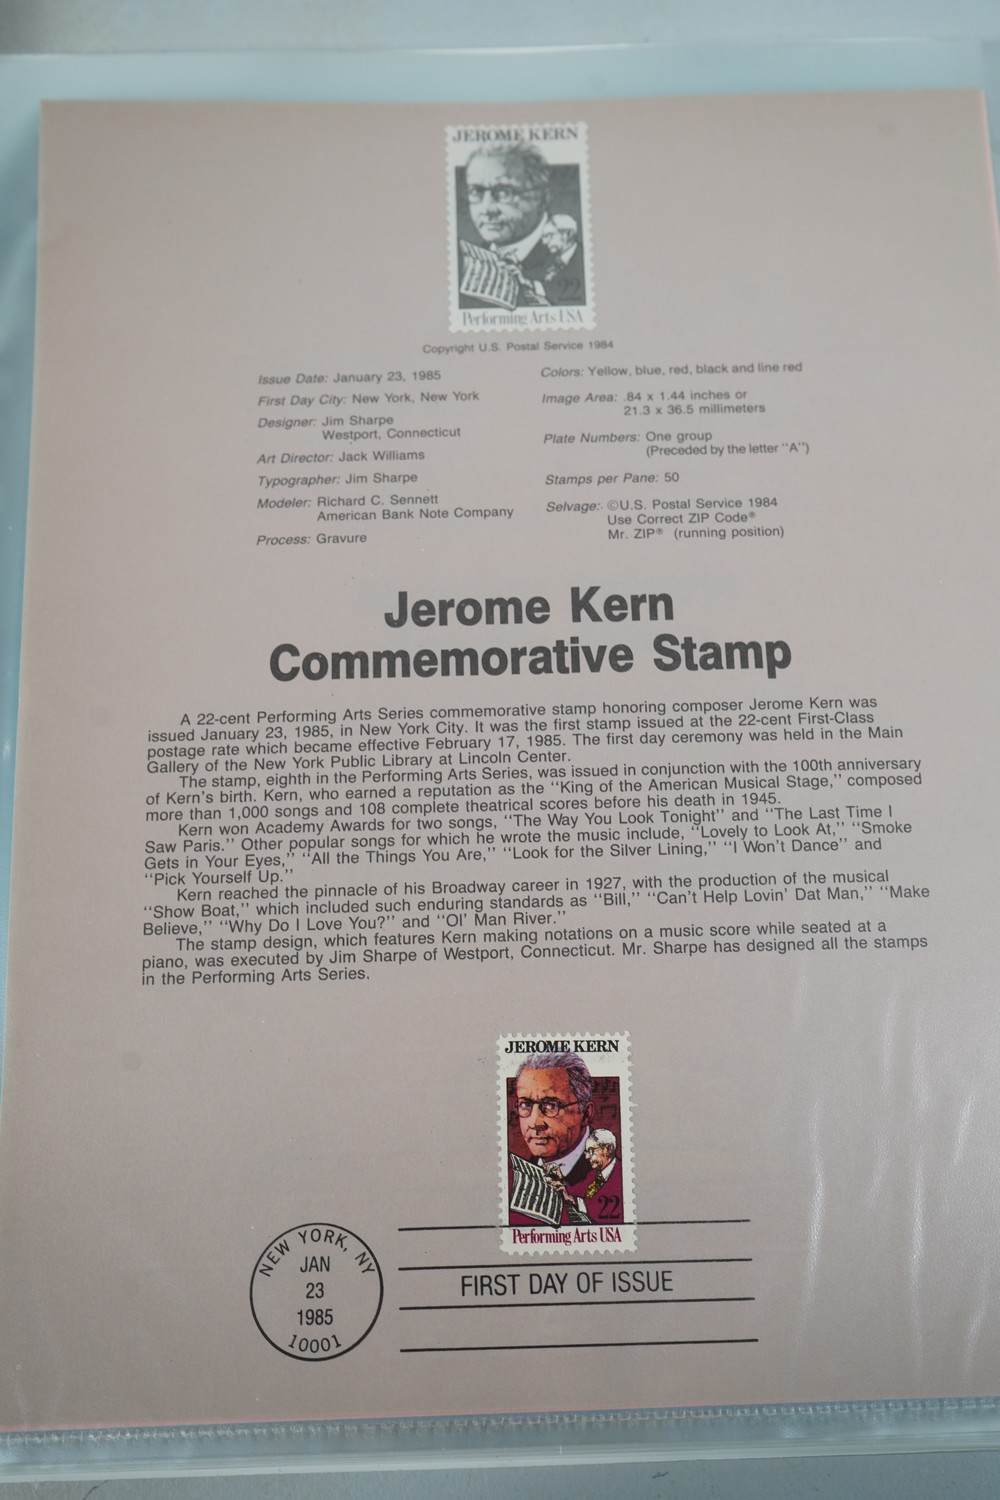 JEROME KERN
22
Performing Arts USA
Copyright U.S. Postal Service 1984
Issue Date: January 23, 1985
First Day City: New York, New York
Designer: Jim Sharpe
Westport, Connecticut
Art Director: Jack Williams
Typographer: Jim Sharpe
Modeler: Richard C. Sennett
American Bank Note Company
Process: Gravure
Colors: Yellow, blue, red, black and line red
Image Area: .84 x 1.44 inches or
21.3 x 36.5 millimeters
Plate Numbers: One group
(Preceded by the letter “A”)
Stamps per Pane: 50
Selvage: ©U.S. Postal Service 1984
Use Correct ZIP Code®
Mr. ZIP® (running position)
Jerome Kern
Commemorative Stamp
A 22-cent Performing Arts Series commemorative stamp honoring composer Jerome Kern was
issued January 23, 1985, in New York City. It was the first stamp issued at the 22-cent First-Class
postage rate which became effective February 17, 1985. The first day ceremony was held in the Main
Gallery of the New York Public Library at Lincoln Center.
The stamp, eighth in the Performing Arts Series, was issued in conjunction with the 100th anniversary
of Kern's birth. Kern, who earned a reputation as the “King of the American Musical Stage,” composed
more than 1,000 songs and 108 complete theatrical scores before his death in 1945.
Kern won Academy Awards for two songs, “The Way You Look Tonight” and “The Last Time I
Saw Paris.” Other popular songs for which he wrote the music include, “Lovely to Look At,” “Smoke
Gets in Your Eyes,” “All the Things You Are,” “Look for the Silver Lining,” “I Won't Dance” and
“Pick Yourself Up.”
Kern reached the pinnacle of his Broadway career in 1927, with the production of the musical
“Show Boat,” which included such enduring standards as “Bill,” “Can't Help Lovin' Dat Man,” “Make
Believe,” “Why Do I Love You?” and “Ol' Man River.”
The stamp design, which features Kern making notations on a music score while seated at a
piano, was executed by Jim Sharpe of Westport, Connecticut. Mr. Sharpe has designed all the stamps
in the Performing Arts Series.
JEROME KERN
22
Performing Arts USA
NEW YORK, NY
JAN
23
1985
10001
FIRST DAY OF ISSUE